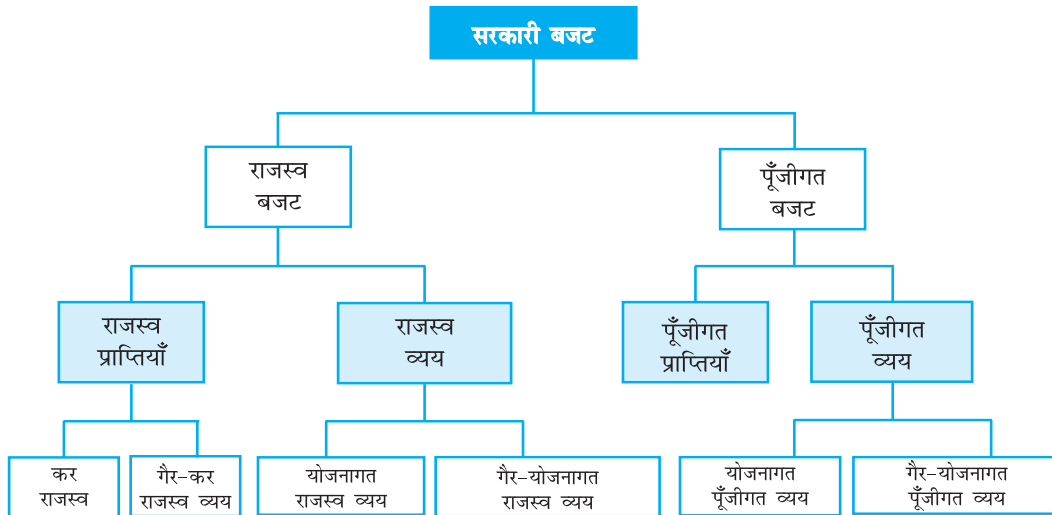 सरकारी बजट
राजस्व
बजट
पूँजीगत
बजट
राजस्व
प्राप्तियाँ
राजस्व
व्यय
पूँजीगत
प्राप्तियाँ
पूँजीगत
व्यय
कर
राजस्व
गैर-कर
राजस्व व्यय
योजनागत
राजस्व व्यय
गैर-योजनागत
राजस्व व्यय
योजनागत
पूँजीगत व्यय
गैर-योजनागत
पूँजीगत व्यय